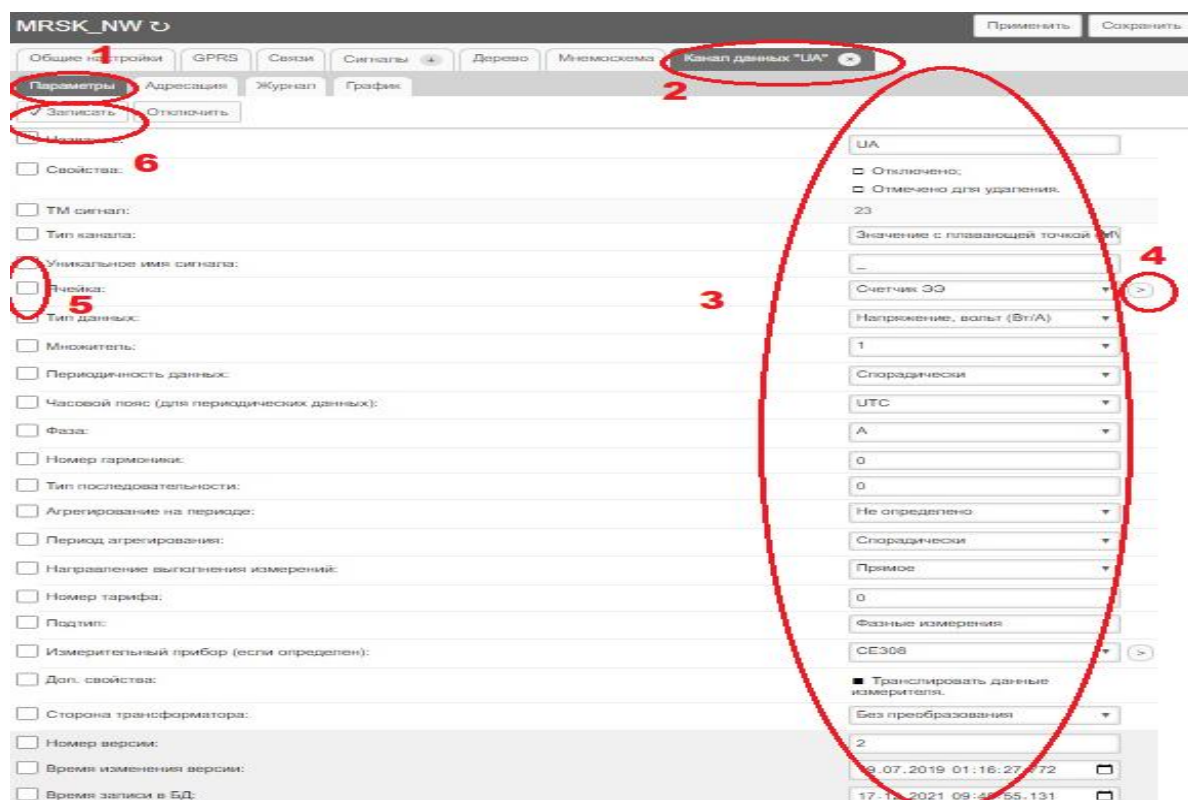 MRSK_NW ↻ Применить Сохранить
1
Общие настройки GPRS Связи Сигналы Дерево Мнемосхема Канал данных "UA"
Параметры Адресация Журнал График
2
✓ Записать Отключить
Название: UA
6
Свойства: Отключено;
Отмечено для удаления.
ТМ сигнал: 23
Тип канала: Значение с плавающей точкой
4
Уникальное имя сигнала: _
Ячейка: Счетчик ЭЭ >
5
3
Тип данных: Напряжение, вольт (Вт/А)
Множитель: 1
Периодичность данных: Спорадически
Часовой пояс (для периодических данных): UTC
Фаза: A
Номер гармоники: 0
Тип последовательности: 0
Агрегирование на периоде: Не определено
Период агрегирования: Спорадически
Направление выполнения измерений: Прямое
Номер тарифа: 0
Подтип: Фазные измерения
Измерительный прибор (если определен): CE308 >
Доп. свойства: Транслировать данные
измерителя.
Сторона трансформатора: Без преобразования
Номер версии: 2
Время изменения версии:
Время записи в БД: